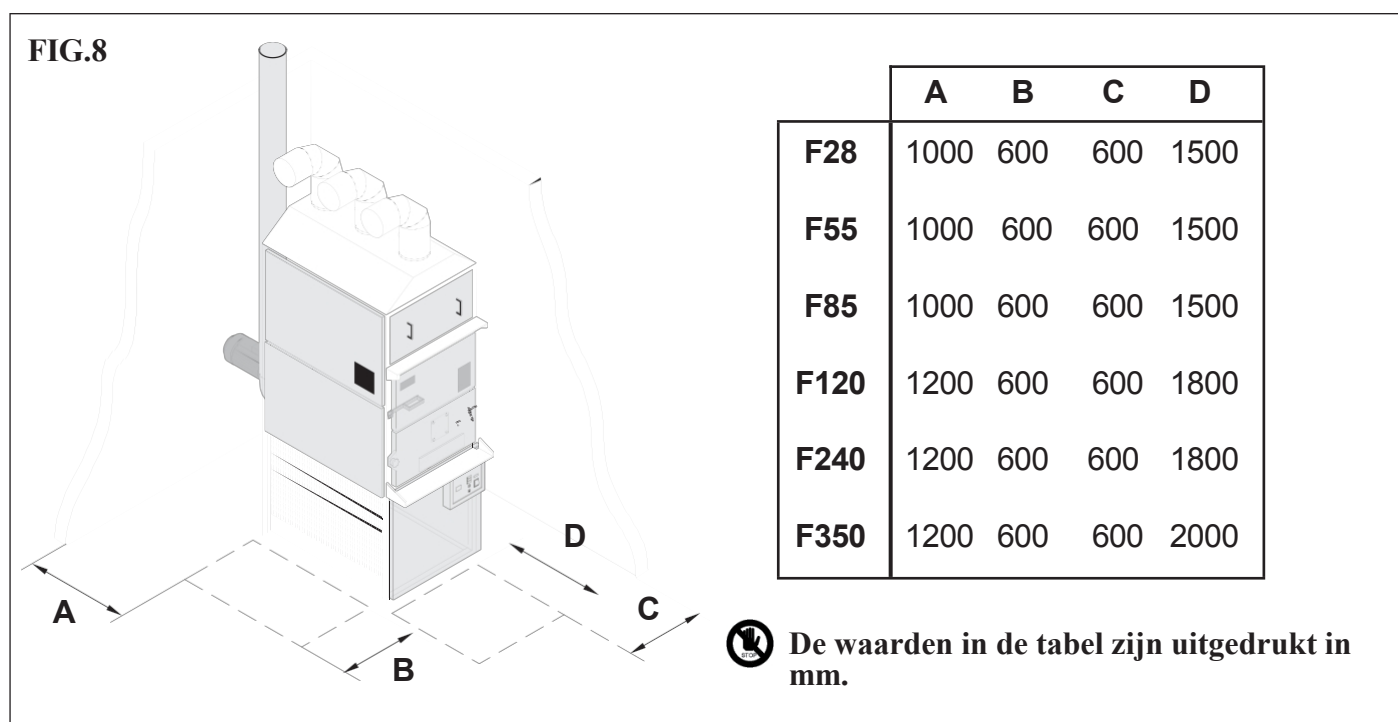 FIG.8
A
B
C
D
A B C D
F28 1000 600 600 1500
F55 1000 600 600 1500
F85 1000 600 600 1500
F120 1200 600 600 1800
F240 1200 600 600 1800
F350 1200 600 600 2000
STOP
De waarden in de tabel zijn uitgedrukt in
mm.